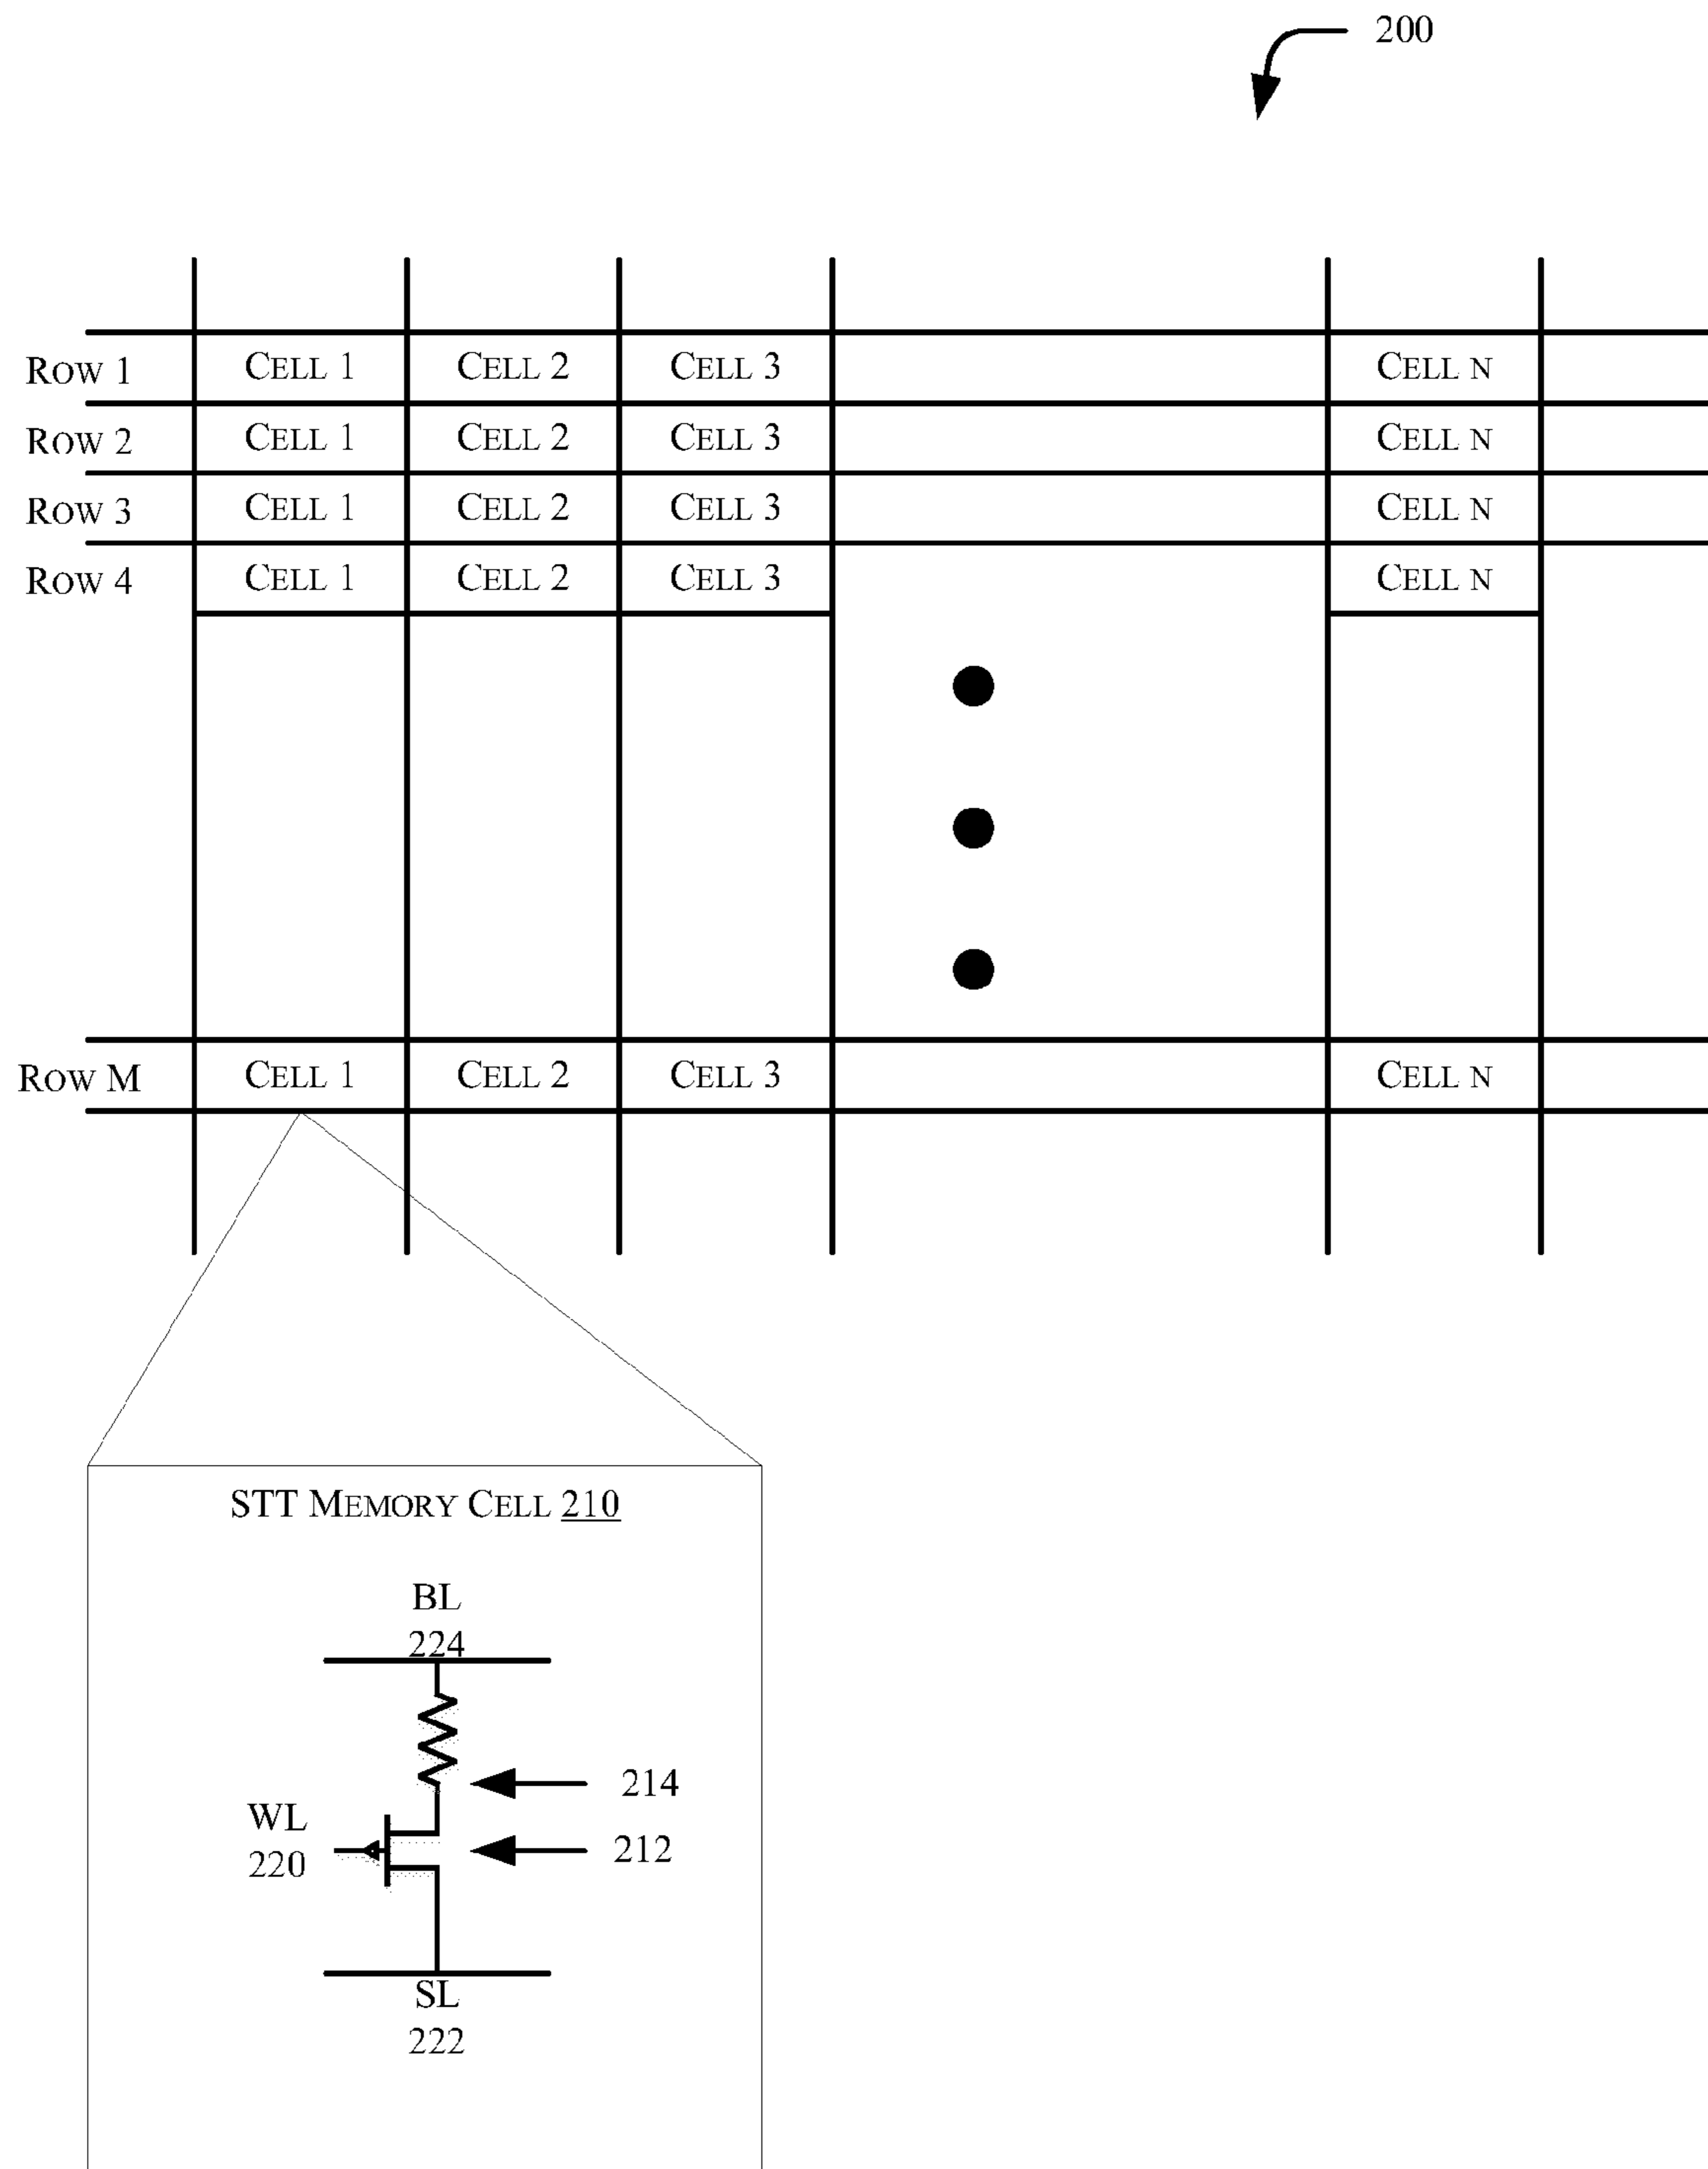 200
ROW 1 CELL 1 CELL 2 CELL 3 CELL N
ROW 2 CELL 1 CELL 2 CELL 3 CELL N
ROW 3 CELL 1 CELL 2 CELL 3 CELL N
ROW 4 CELL 1 CELL 2 CELL 3 CELL N
ROW M CELL 1 CELL 2 CELL 3 CELL N
STT MEMORY CELL 210
BL
224
214
WL
220
212
SL
222